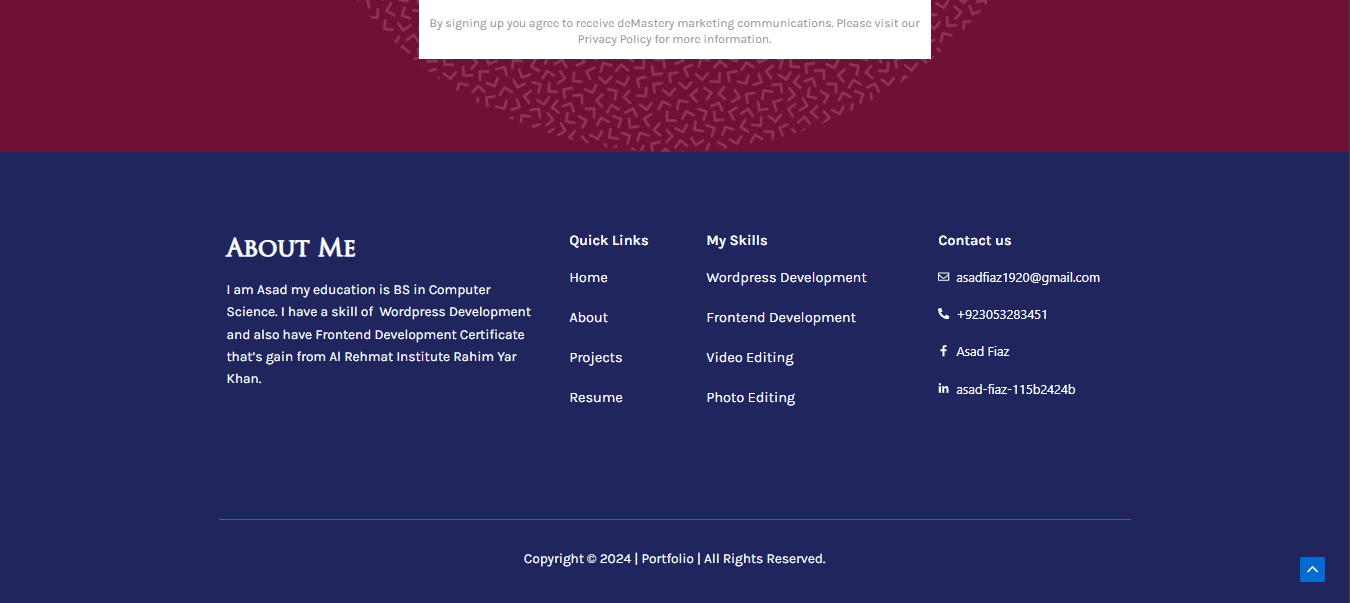 By signing up you agree to receive deMastery marketing communications. Please visit our
Privacy Policy for more information.
About Me
I am Asad my education is BS in Computer
Science. I have a skill of  Wordpress Development
and also have Frontend Development Certificate
that's gain from Al Rehmat Institute Rahim Yar
Khan.
Quick Links
Home
About
Projects
Resume
My Skills
Wordpress Development
Frontend Development
Video Editing
Photo Editing
Contact us
asadfiaz1920@gmail.com
+923053283451
Asad Fiaz
asad-fiaz-115b2424b
Copyright © 2024 | Portfolio | All Rights Reserved.